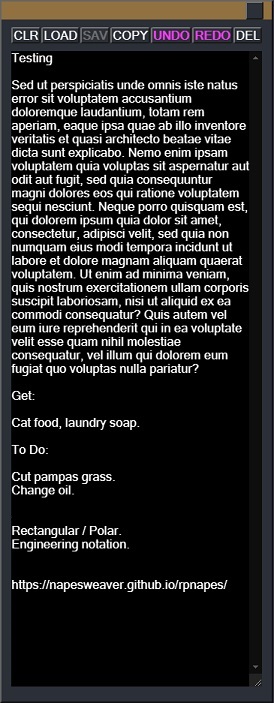 CLR LOAD SAV COPY UNDO REDO DEL
Testing
Sed ut perspiciatis unde omnis iste natus
error sit voluptatem accusantium
doloremque laudantium, totam rem
aperiam, eaque ipsa quae ab illo inventore
veritatis et quasi architecto beatae vitae
dicta sunt explicabo. Nemo enim ipsam
voluptatem quia voluptas sit aspernatur aut
odit aut fugit, sed quia consequuntur
magni dolores eos qui ratione voluptatem
sequi nesciunt. Neque porro quisquam est,
qui dolorem ipsum quia dolor sit amet,
consectetur, adipisci velit, sed quia non
numquam eius modi tempora incidunt ut
labore et dolore magnam aliquam quaerat
voluptatem. Ut enim ad minima veniam,
quis nostrum exercitationem ullam corporis
suscipit laboriosam, nisi ut aliquid ex ea
commodi consequatur? Quis autem vel
eum iure reprehenderit qui in ea voluptate
velit esse quam nihil molestiae
consequatur, vel illum qui dolorem eum
fugiat quo voluptas nulla pariatur?
Get:
Cat food, laundry soap.
To Do:
Cut pampas grass.
Change oil.
Rectangular / Polar.
Engineering notation.
https://napesweaver.github.io/rpnapes/